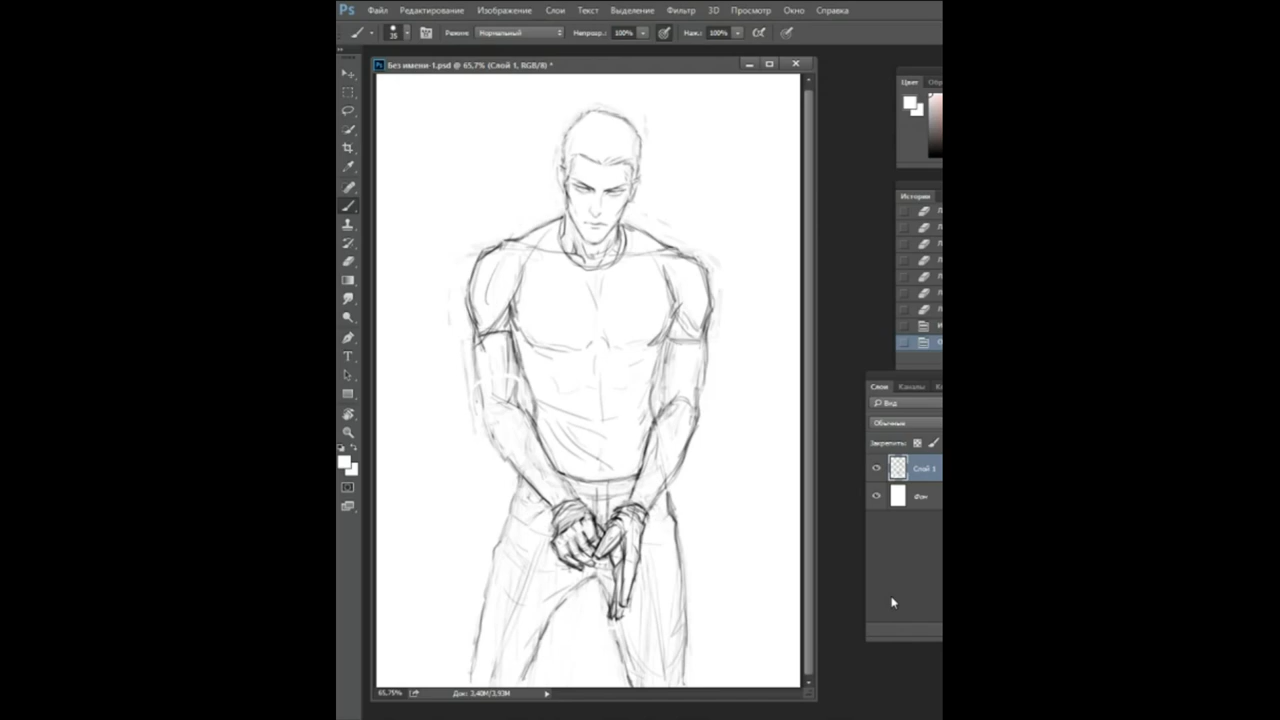 Ps Файл Редактирование Изображение Слои Текст Выделение Фильтр 3D Просмотр Окно Справка
35 Режим: Нормальный Непрозр.: 100% Наж.: 100%
Без имени-1.psd @ 65,7% (Слой 1, RGB/8) *
Цвет
История
Слои Каналы
Вид
Обычные
Закрепить:
Слой 1
Фон
65,75% Док: 3,40M/3,93M